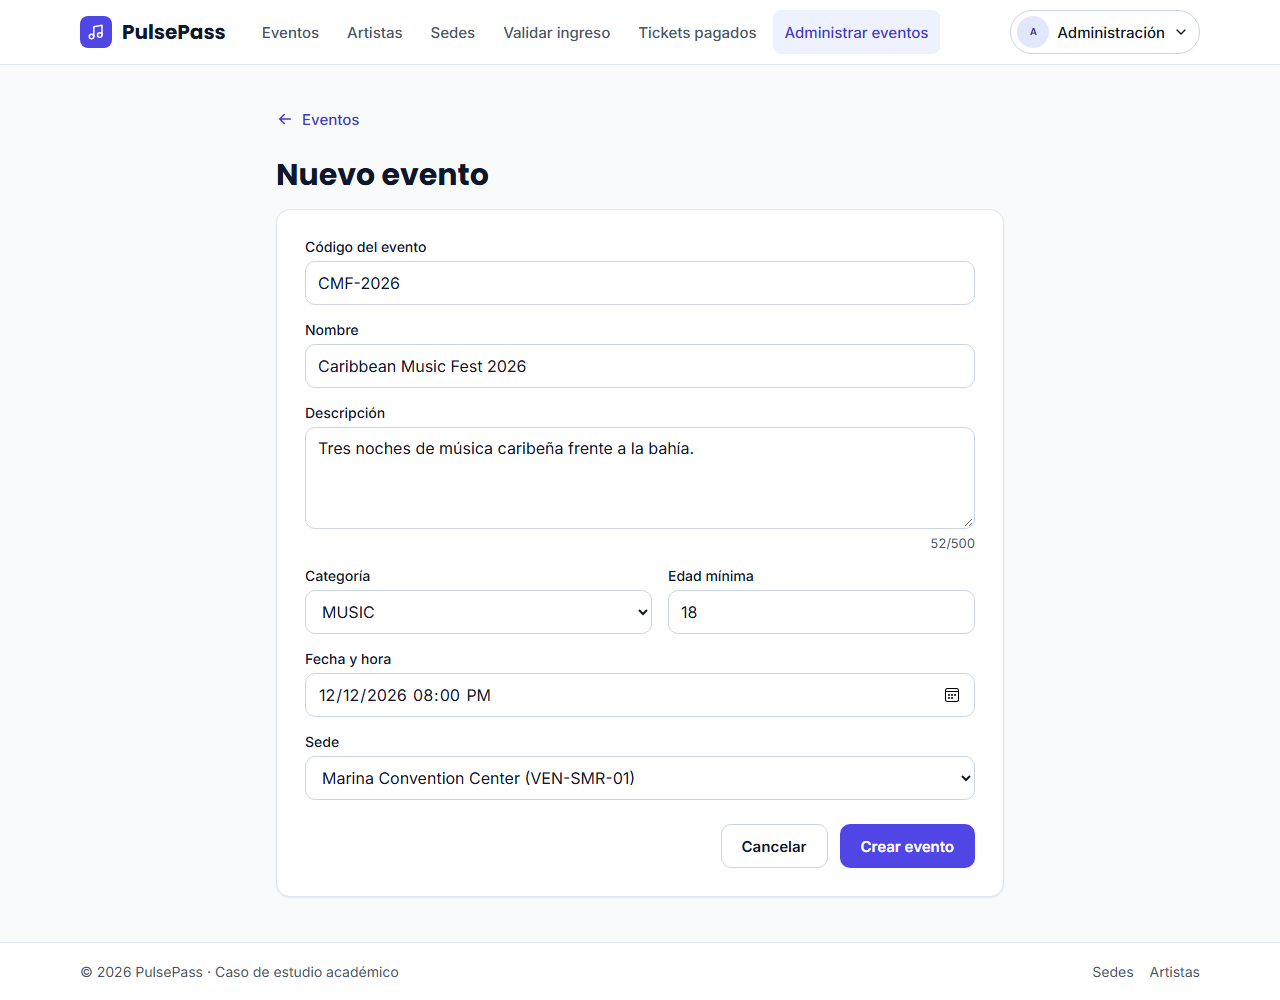 PulsePass
Eventos Artistas Sedes Validar ingreso Tickets pagados Administrar eventos
A Administración
← Eventos
Nuevo evento
Código del evento
CMF-2026
Nombre
Caribbean Music Fest 2026
Descripción
Tres noches de música caribeña frente a la bahía.
52/500
Categoría Edad mínima
MUSIC 18
Fecha y hora
12/12/2026 08:00 PM
Sede
Marina Convention Center (VEN-SMR-01)
Cancelar Crear evento
© 2026 PulsePass · Caso de estudio académico
Sedes Artistas